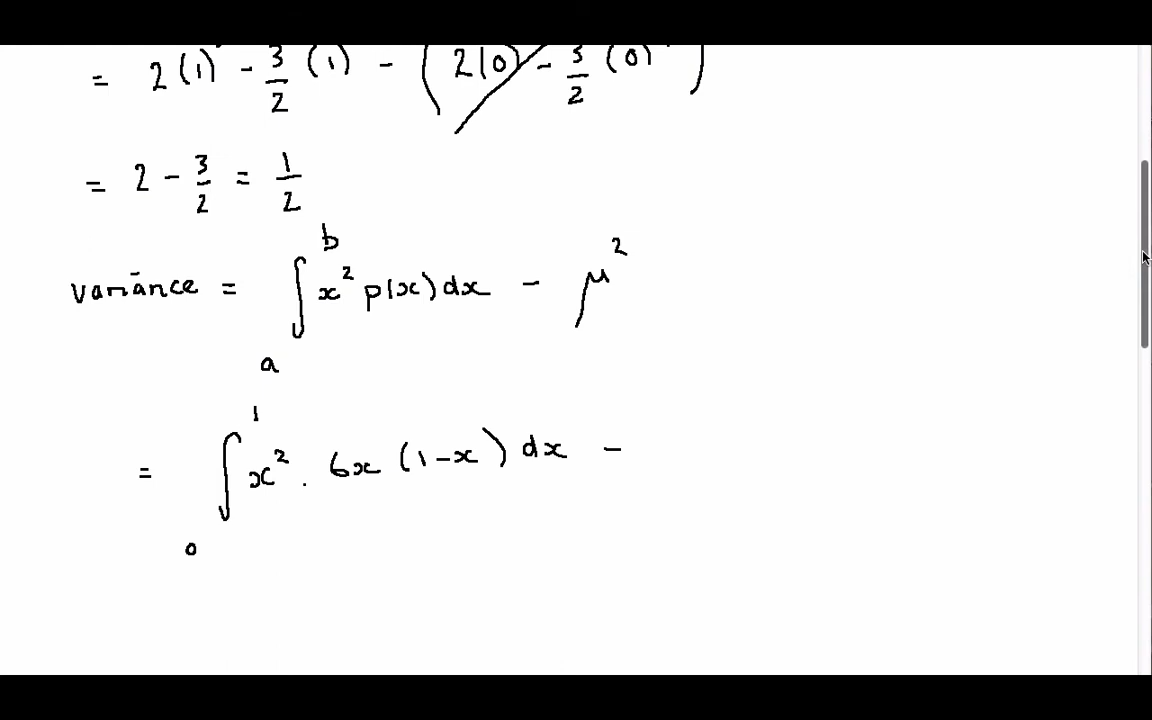 = 2(1) - 3/2 (1) - (2(0) - 3/2 (0))
= 2 - 3/2 = 1/2
variance = ∫_a^b x² p(x) dx - μ²
= ∫_0^1 x² . 6x (1-x) dx -